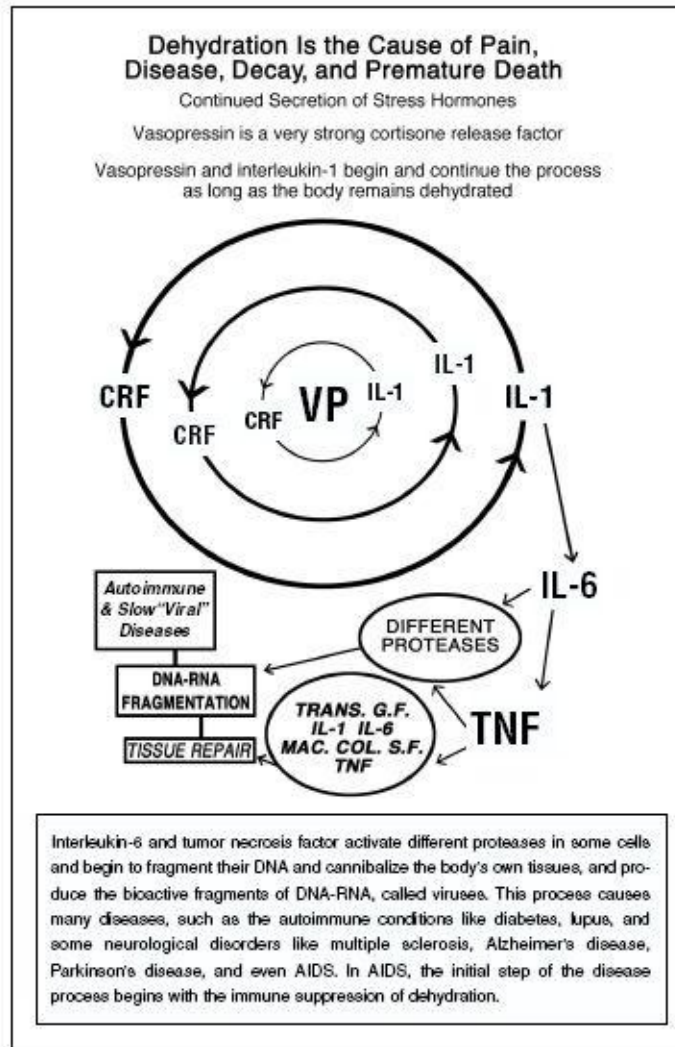 Dehydration Is the Cause of Pain,
Disease, Decay, and Premature Death
Continued Secretion of Stress Hormones
Vasopressin is a very strong cortisone release factor
Vasopressin and interleukin-1 begin and continue the process
as long as the body remains dehydrated
CRF
CRF
CRF
VP
IL-1
IL-1
IL-1
IL-6
TNF
DIFFERENT
PROTEASES
Autoimmune
& Slow "Viral"
Diseases
DNA-RNA
FRAGMENTATION
TISSUE REPAIR
TRANS. G.F.
IL-1 IL-6
MAC. COL. S.F.
TNF
Interleukin-6 and tumor necrosis factor activate different proteases in some cells
and begin to fragment their DNA and cannibalize the body's own tissues, and pro-
duce the bioactive fragments of DNA-RNA, called viruses. This process causes
many diseases, such as the autoimmune conditions like diabetes, lupus, and
some neurological disorders like multiple sclerosis, Alzheimer's disease,
Parkinson's disease, and even AIDS. In AIDS, the initial step of the disease
process begins with the immune suppression of dehydration.